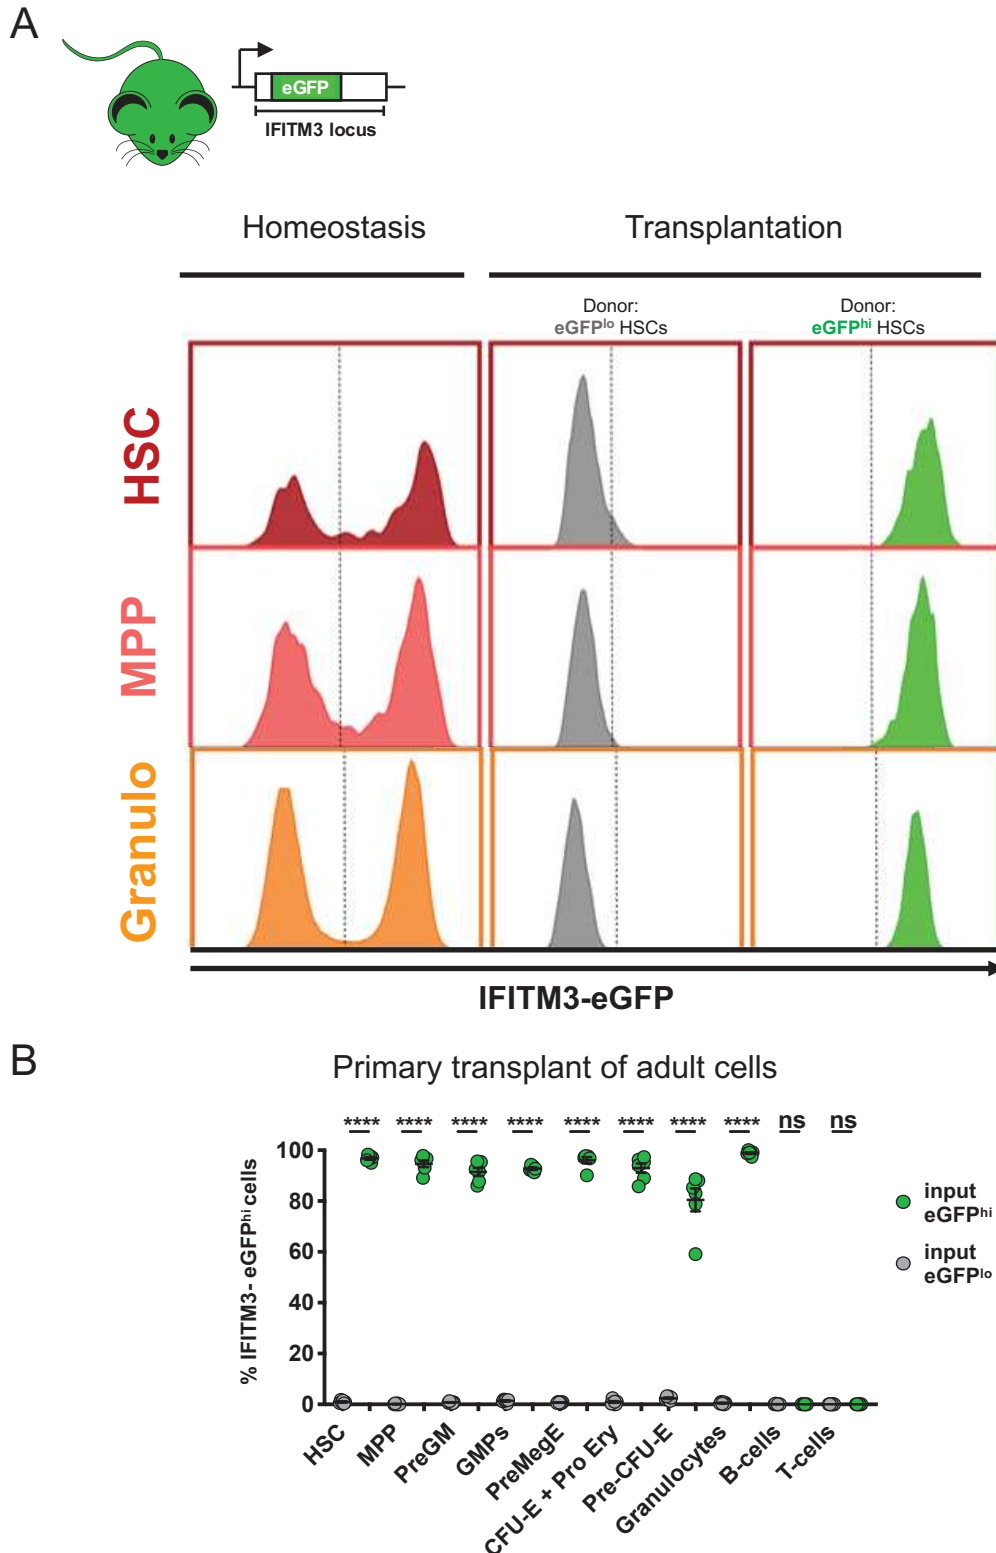 A
eGFP
IFITM3 locus
Homeostasis
Transplantation
Donor:
eGFPlo HSCs
Donor:
eGFPhi HSCs
HSC
MPP
Granulo
IFITM3-eGFP
B
Primary transplant of adult cells
**** **** **** **** **** **** **** **** ns ns
% IFITM3- eGFPhi cells
100
80
60
40
20
0
input
eGFPhi
input
eGFPlo
HSC
MPP
PreGM
GMPs
PreMegE
CFU-E + Pro Ery
Pre-CFU-E
Granulocytes
B-cells
T-cells